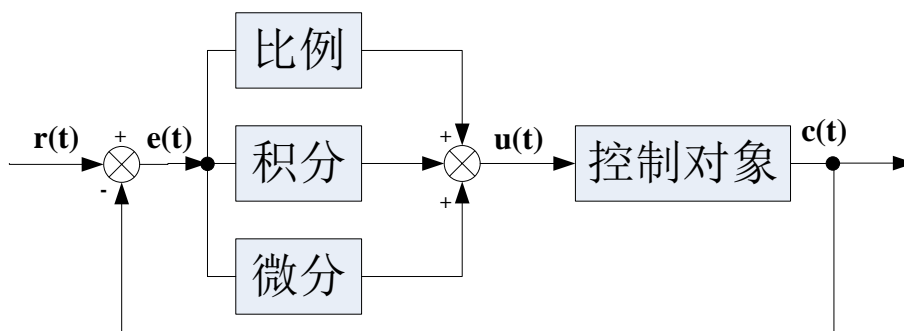 比例
r(t)
+
e(t)
+
u(t)
c(t)
积分
控制对象
-
+
微分